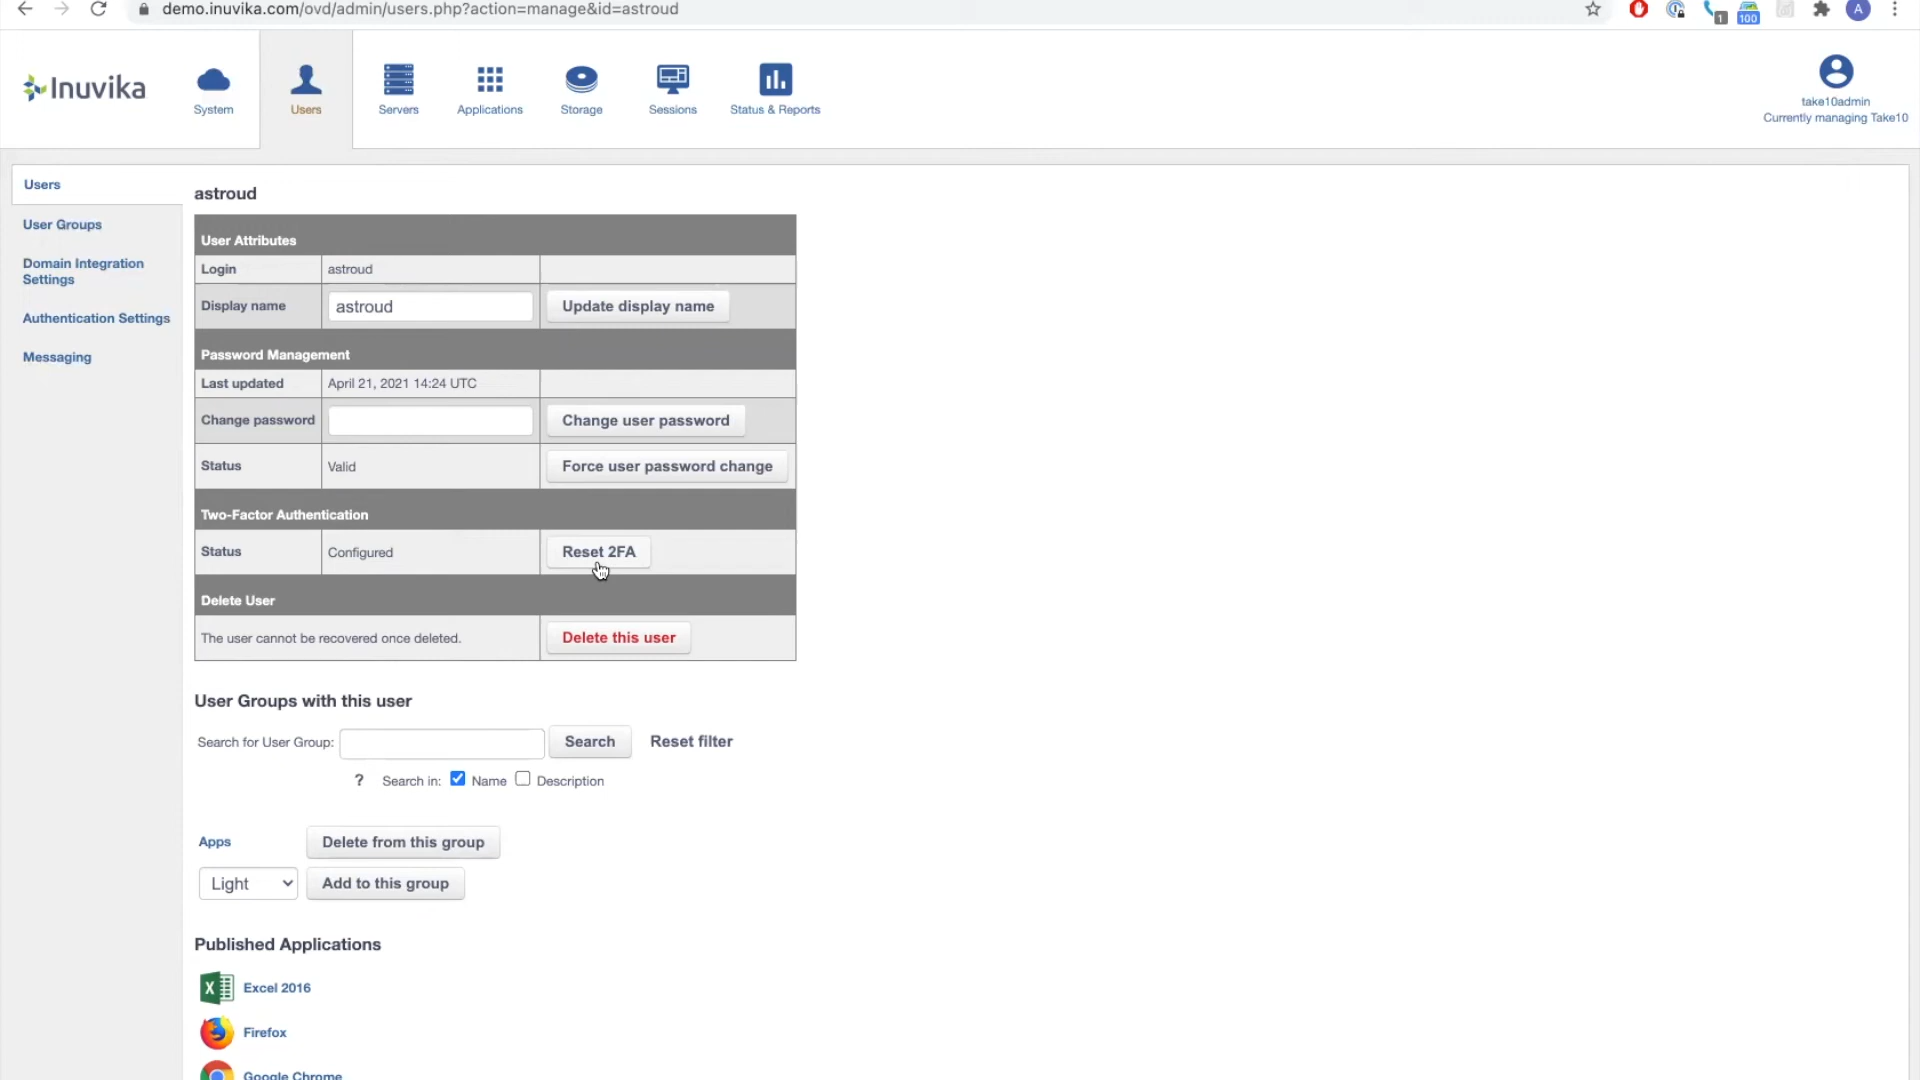 demo.inuvika.com/ovd/admin/users.php?action=manage&id=astroud
1
100
A
Inuvika
System
Users
Servers
Applications
Storage
Sessions
Status & Reports
take10admin
Currently managing Take10
Users
User Groups
Domain Integration
Settings
Authentication Settings
Messaging
astroud
User Attributes
Login astroud
Display name astroud Update display name
Password Management
Last updated April 21, 2021 14:24 UTC
Change password Change user password
Status Valid Force user password change
Two-Factor Authentication
Status Configured Reset 2FA
Delete User
The user cannot be recovered once deleted. Delete this user
User Groups with this user
Search for User Group: Search Reset filter
? Search in: Name Description
Apps Delete from this group
Light Add to this group
Published Applications
Excel 2016
Firefox
Google Chrome